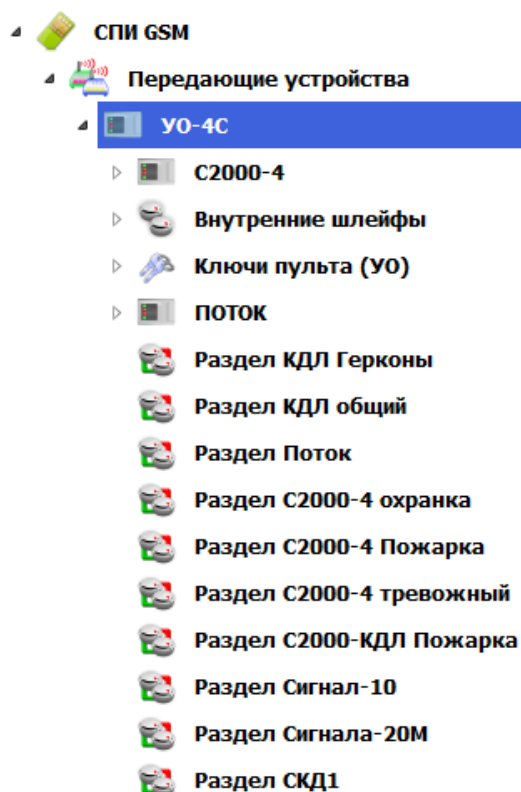 СПИ GSM
Передающие устройства
УО-4С
С2000-4
Внутренние шлейфы
Ключи пульта (УО)
ПОТОК
Раздел КДЛ Герконы
Раздел КДЛ общий
Раздел Поток
Раздел С2000-4 охранка
Раздел С2000-4 Пожарка
Раздел С2000-4 тревожный
Раздел С2000-КДЛ Пожарка
Раздел Сигнал-10
Раздел Сигнала-20М
Раздел СКД1